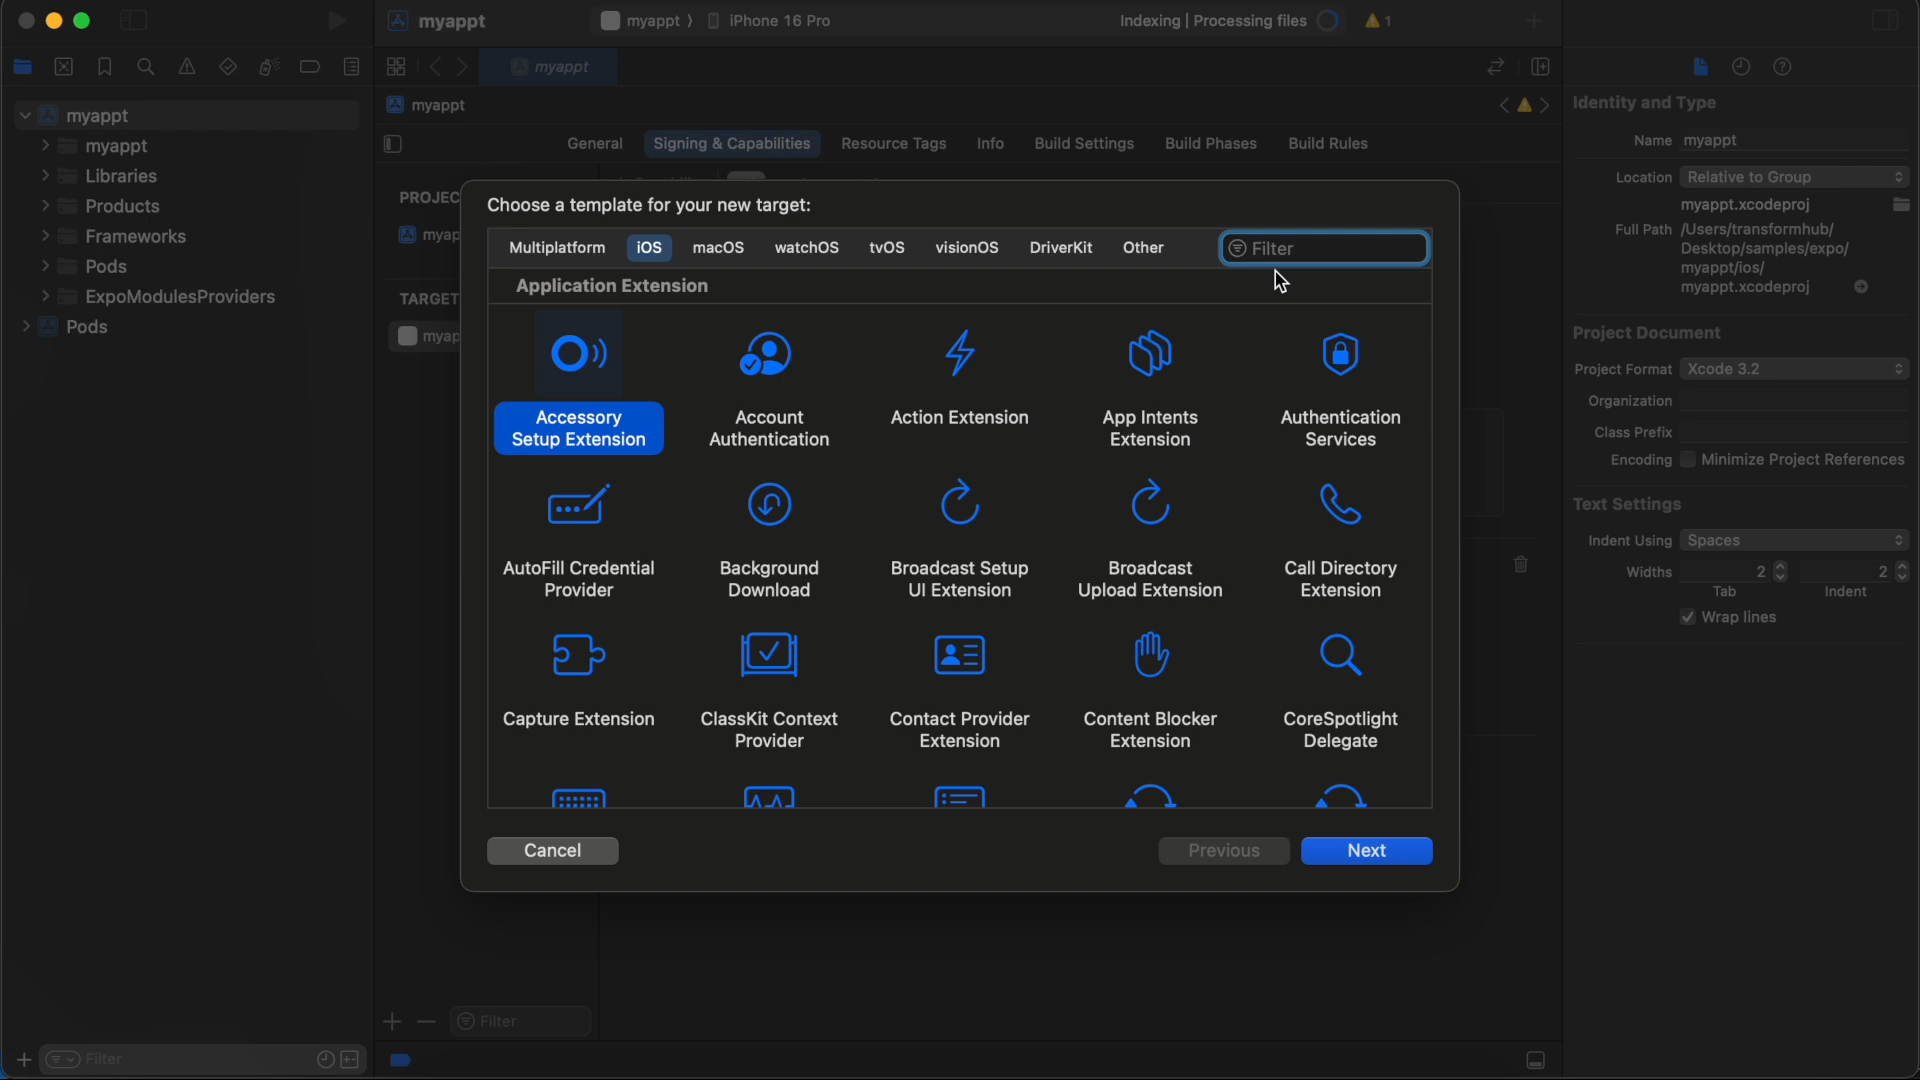 myappt
myappt
iPhone 16 Pro
Indexing | Processing files
1
myappt
myappt
General
Signing & Capabilities
Resource Tags
Info
Build Settings
Build Phases
Build Rules
myappt
myappt
Libraries
Products
Frameworks
Pods
ExpoModulesProviders
Pods
Filter
PROJEC
myap
TARGET
myap
Filter
Choose a template for your new target:
Multiplatform
iOS
macOS
watchOS
tvOS
visionOS
DriverKit
Other
Filter
Application Extension
Accessory
Setup Extension
Account
Authentication
Action Extension
App Intents
Extension
Authentication
Services
AutoFill Credential
Provider
Background
Download
Broadcast Setup
UI Extension
Broadcast
Upload Extension
Call Directory
Extension
Capture Extension
ClassKit Context
Provider
Contact Provider
Extension
Content Blocker
Extension
CoreSpotlight
Delegate
Cancel
Previous
Next
Identity and Type
Name myappt
Location Relative to Group
myappt.xcodeproj
Full Path /Users/transformhub/
Desktop/samples/expo/
myappt/ios/
myappt.xcodeproj
Project Document
Project Format Xcode 3.2
Organization
Class Prefix
Encoding Minimize Project References
Text Settings
Indent Using Spaces
Widths 2 2
Tab Indent
Wrap lines